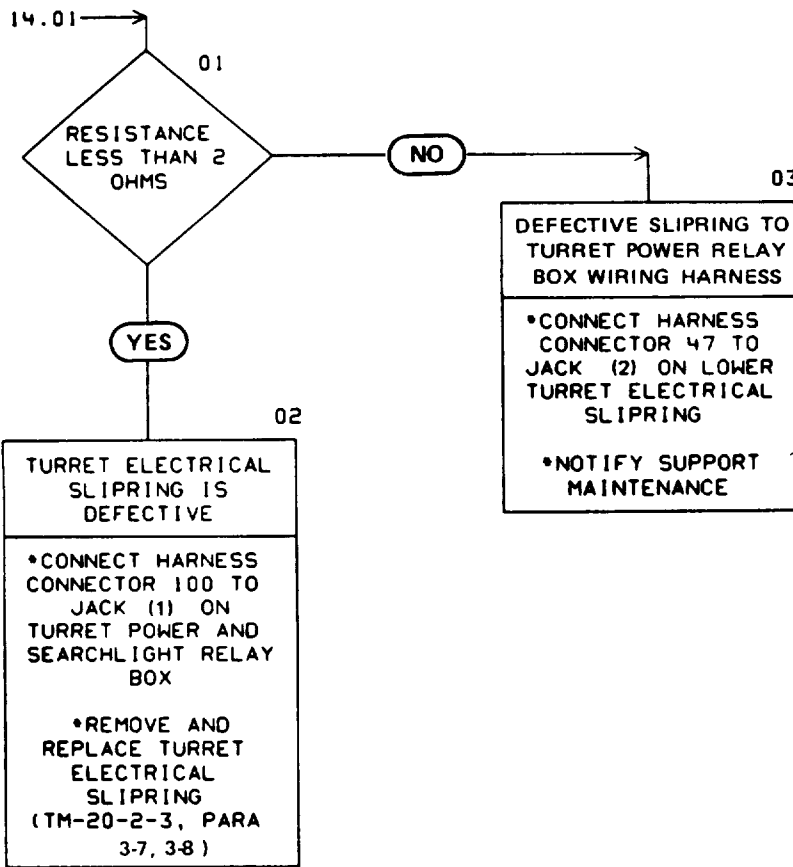 14.01
01
RESISTANCE
LESS THAN 2
OHMS
NO
03
DEFECTIVE SLIPRING TO
TURRET POWER RELAY
BOX WIRING HARNESS
*CONNECT HARNESS
CONNECTOR 47 TO
JACK (2) ON LOWER
TURRET ELECTRICAL
SLIPRING
*NOTIFY SUPPORT
MAINTENANCE
YES
02
TURRET ELECTRICAL
SLIPRING IS
DEFECTIVE
*CONNECT HARNESS
CONNECTOR 100 TO
JACK (1) ON
TURRET POWER AND
SEARCHLIGHT RELAY
BOX
*REMOVE AND
REPLACE TURRET
ELECTRICAL
SLIPRING
(TM-20-2-3, PARA
3-7, 3-8)